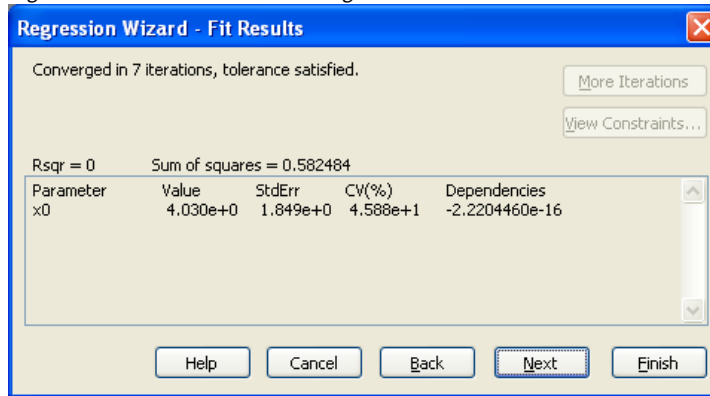 Regression Wizard - Fit Results
Converged in 7 iterations, tolerance satisfied.
More Iterations
View Constraints...
Rsqr = 0 Sum of squares = 0.582484
Parameter Value StdErr CV(%) Dependencies
x0 4.030e+0 1.849e+0 4.588e+1 -2.2204460e-16
Help Cancel Back Next Finish